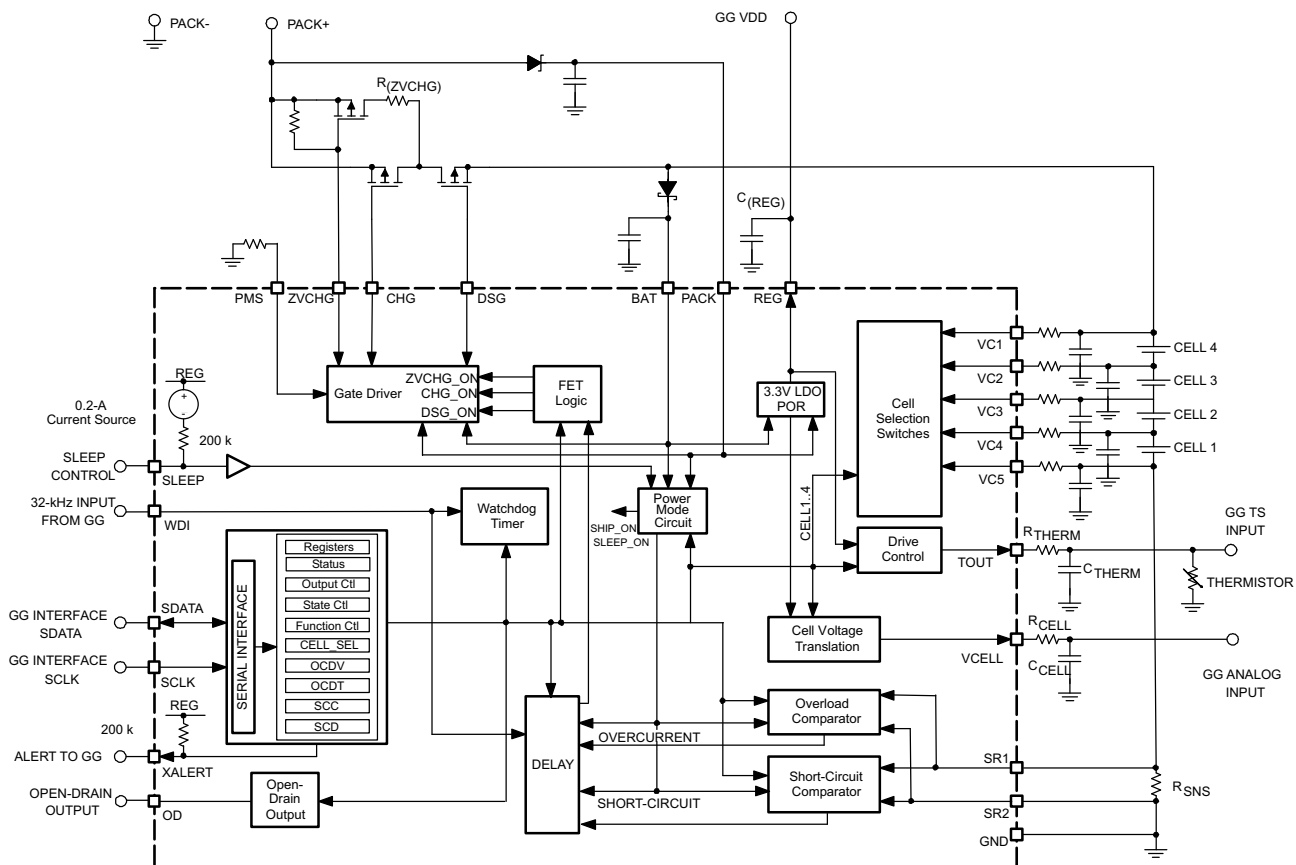 PACK-
PACK+
GG VDD
R(ZVCHG)
C(REG)
PMS
ZVCHG
CHG
DSG
BAT
PACK
REG
VC1
CELL 4
VC2
CELL 3
VC3
CELL 2
VC4
CELL 1
VC5
REG
+
-
0.2-A
Current Source
200 k
Gate Driver
ZVCHG_ON
CHG_ON
DSG_ON
FET
Logic
3.3V LDO
POR
Cell
Selection
Switches
SLEEP
CONTROL
SLEEP
32-kHz INPUT
FROM GG
WDI
Watchdog
Timer
Power
Mode
Circuit
SHIP_ON
SLEEP_ON
CELL1..4
Drive
Control
TOUT
RTHERM
CTHERM
GG TS
INPUT
THERMISTOR
SERIAL INTERFACE
Registers
Status
Output Ctl
State Ctl
Function Ctl
CELL_SEL
OCDV
OCDT
SCC
SCD
GG INTERFACE
SDATA
SDATA
GG INTERFACE
SCLK
SCLK
Cell Voltage
Translation
VCELL
RCELL
CCELL
GG ANALOG
INPUT
REG
200 k
ALERT TO GG
XALERT
DELAY
OVERCURRENT
Overload
Comparator
SHORT-CIRCUIT
Short-Circuit
Comparator
SR1
RSNS
SR2
GND
OPEN-DRAIN
OUTPUT
OD
Open-
Drain
Output